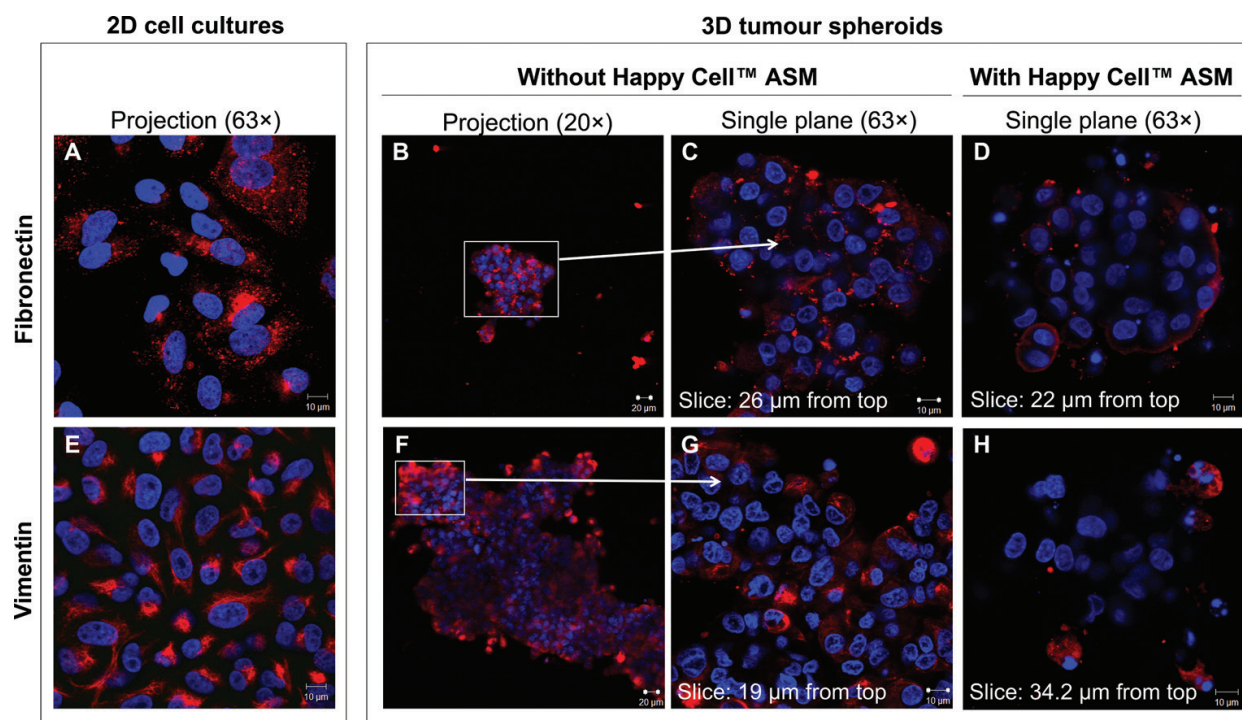 2D cell cultures
3D tumour spheroids
Without Happy Cell™ ASM
With Happy Cell™ ASM
Projection (63×)
Projection (20×)
Single plane (63×)
Single plane (63×)
Fibronectin
A
10 µm
B
20 µm
C
Slice: 26 µm from top
10 µm
D
Slice: 22 µm from top
10 µm
Vimentin
E
10 µm
F
20 µm
G
Slice: 19 µm from top
10 µm
H
Slice: 34.2 µm from top
10 µm